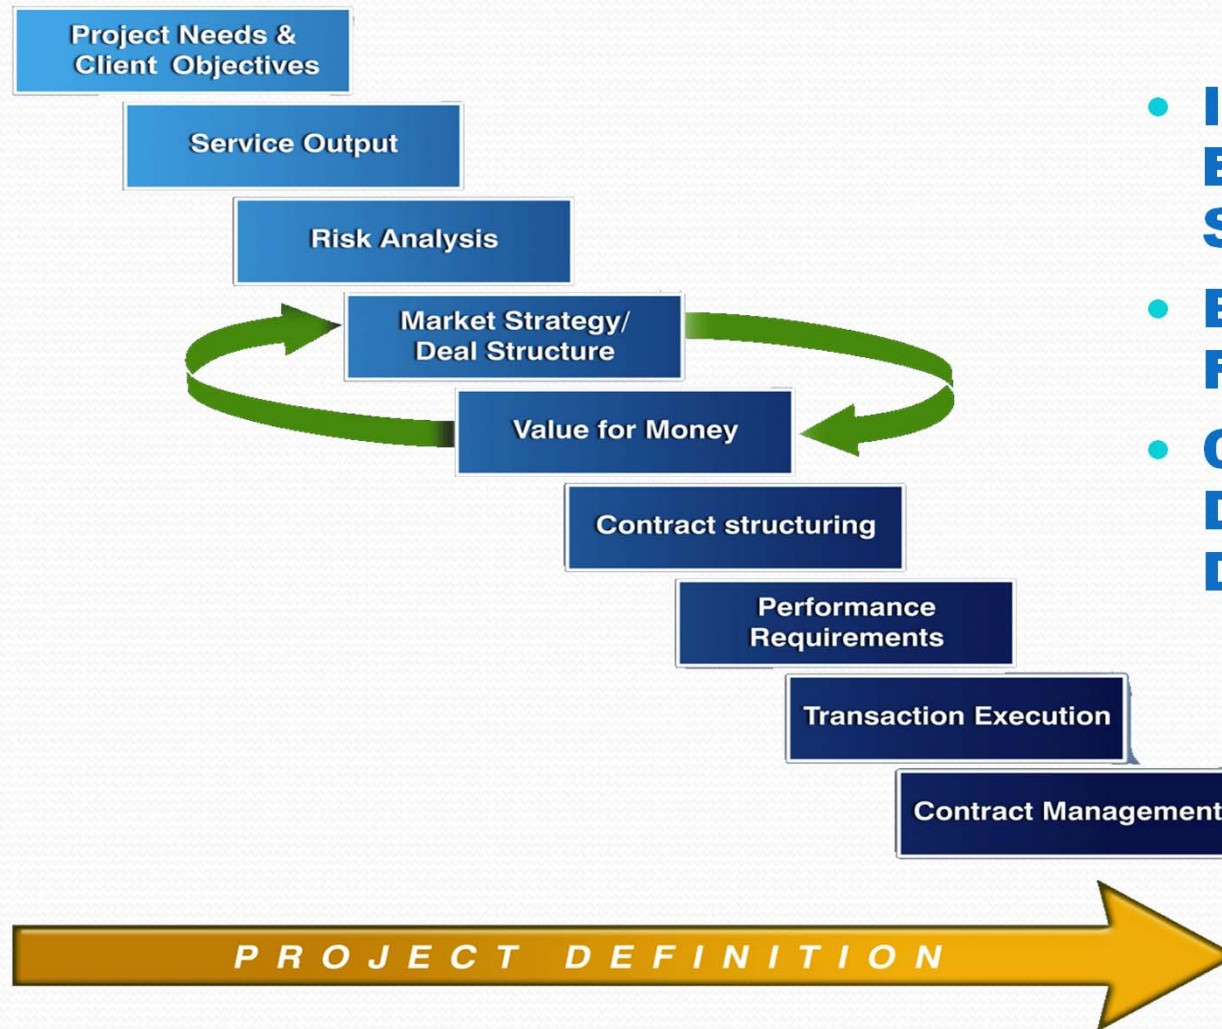 Project Needs &
Client Objectives
Service Output
Risk Analysis
Market Strategy/
Deal Structure
Value for Money
Contract structuring
Performance
Requirements
Transaction Execution
Contract Management
PROJECT DEFINITION